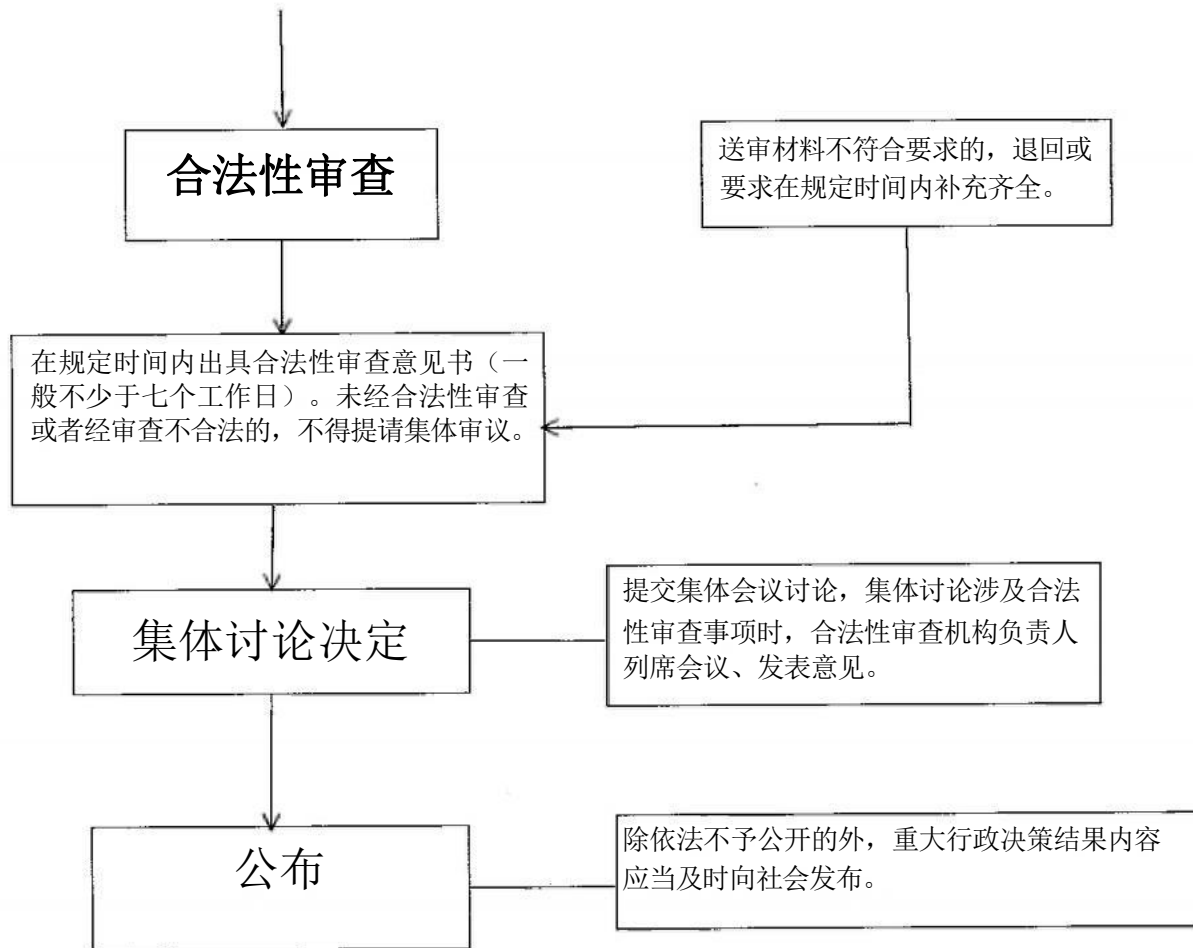 合法性审查
送审材料不符合要求的，退回或
要求在规定时间内补充齐全。
在规定时间内出具合法性审查意见书（一
般不少于七个工作日）。未经合法性审查
或者经审查不合法的，不得提请集体审议。
集体讨论决定
提交集体会议讨论，集体讨论涉及合法
性审查事项时，合法性审查机构负责人
列席会议、发表意见。
公布
除依法不予公开的外，重大行政决策结果内容
应当及时向社会发布。